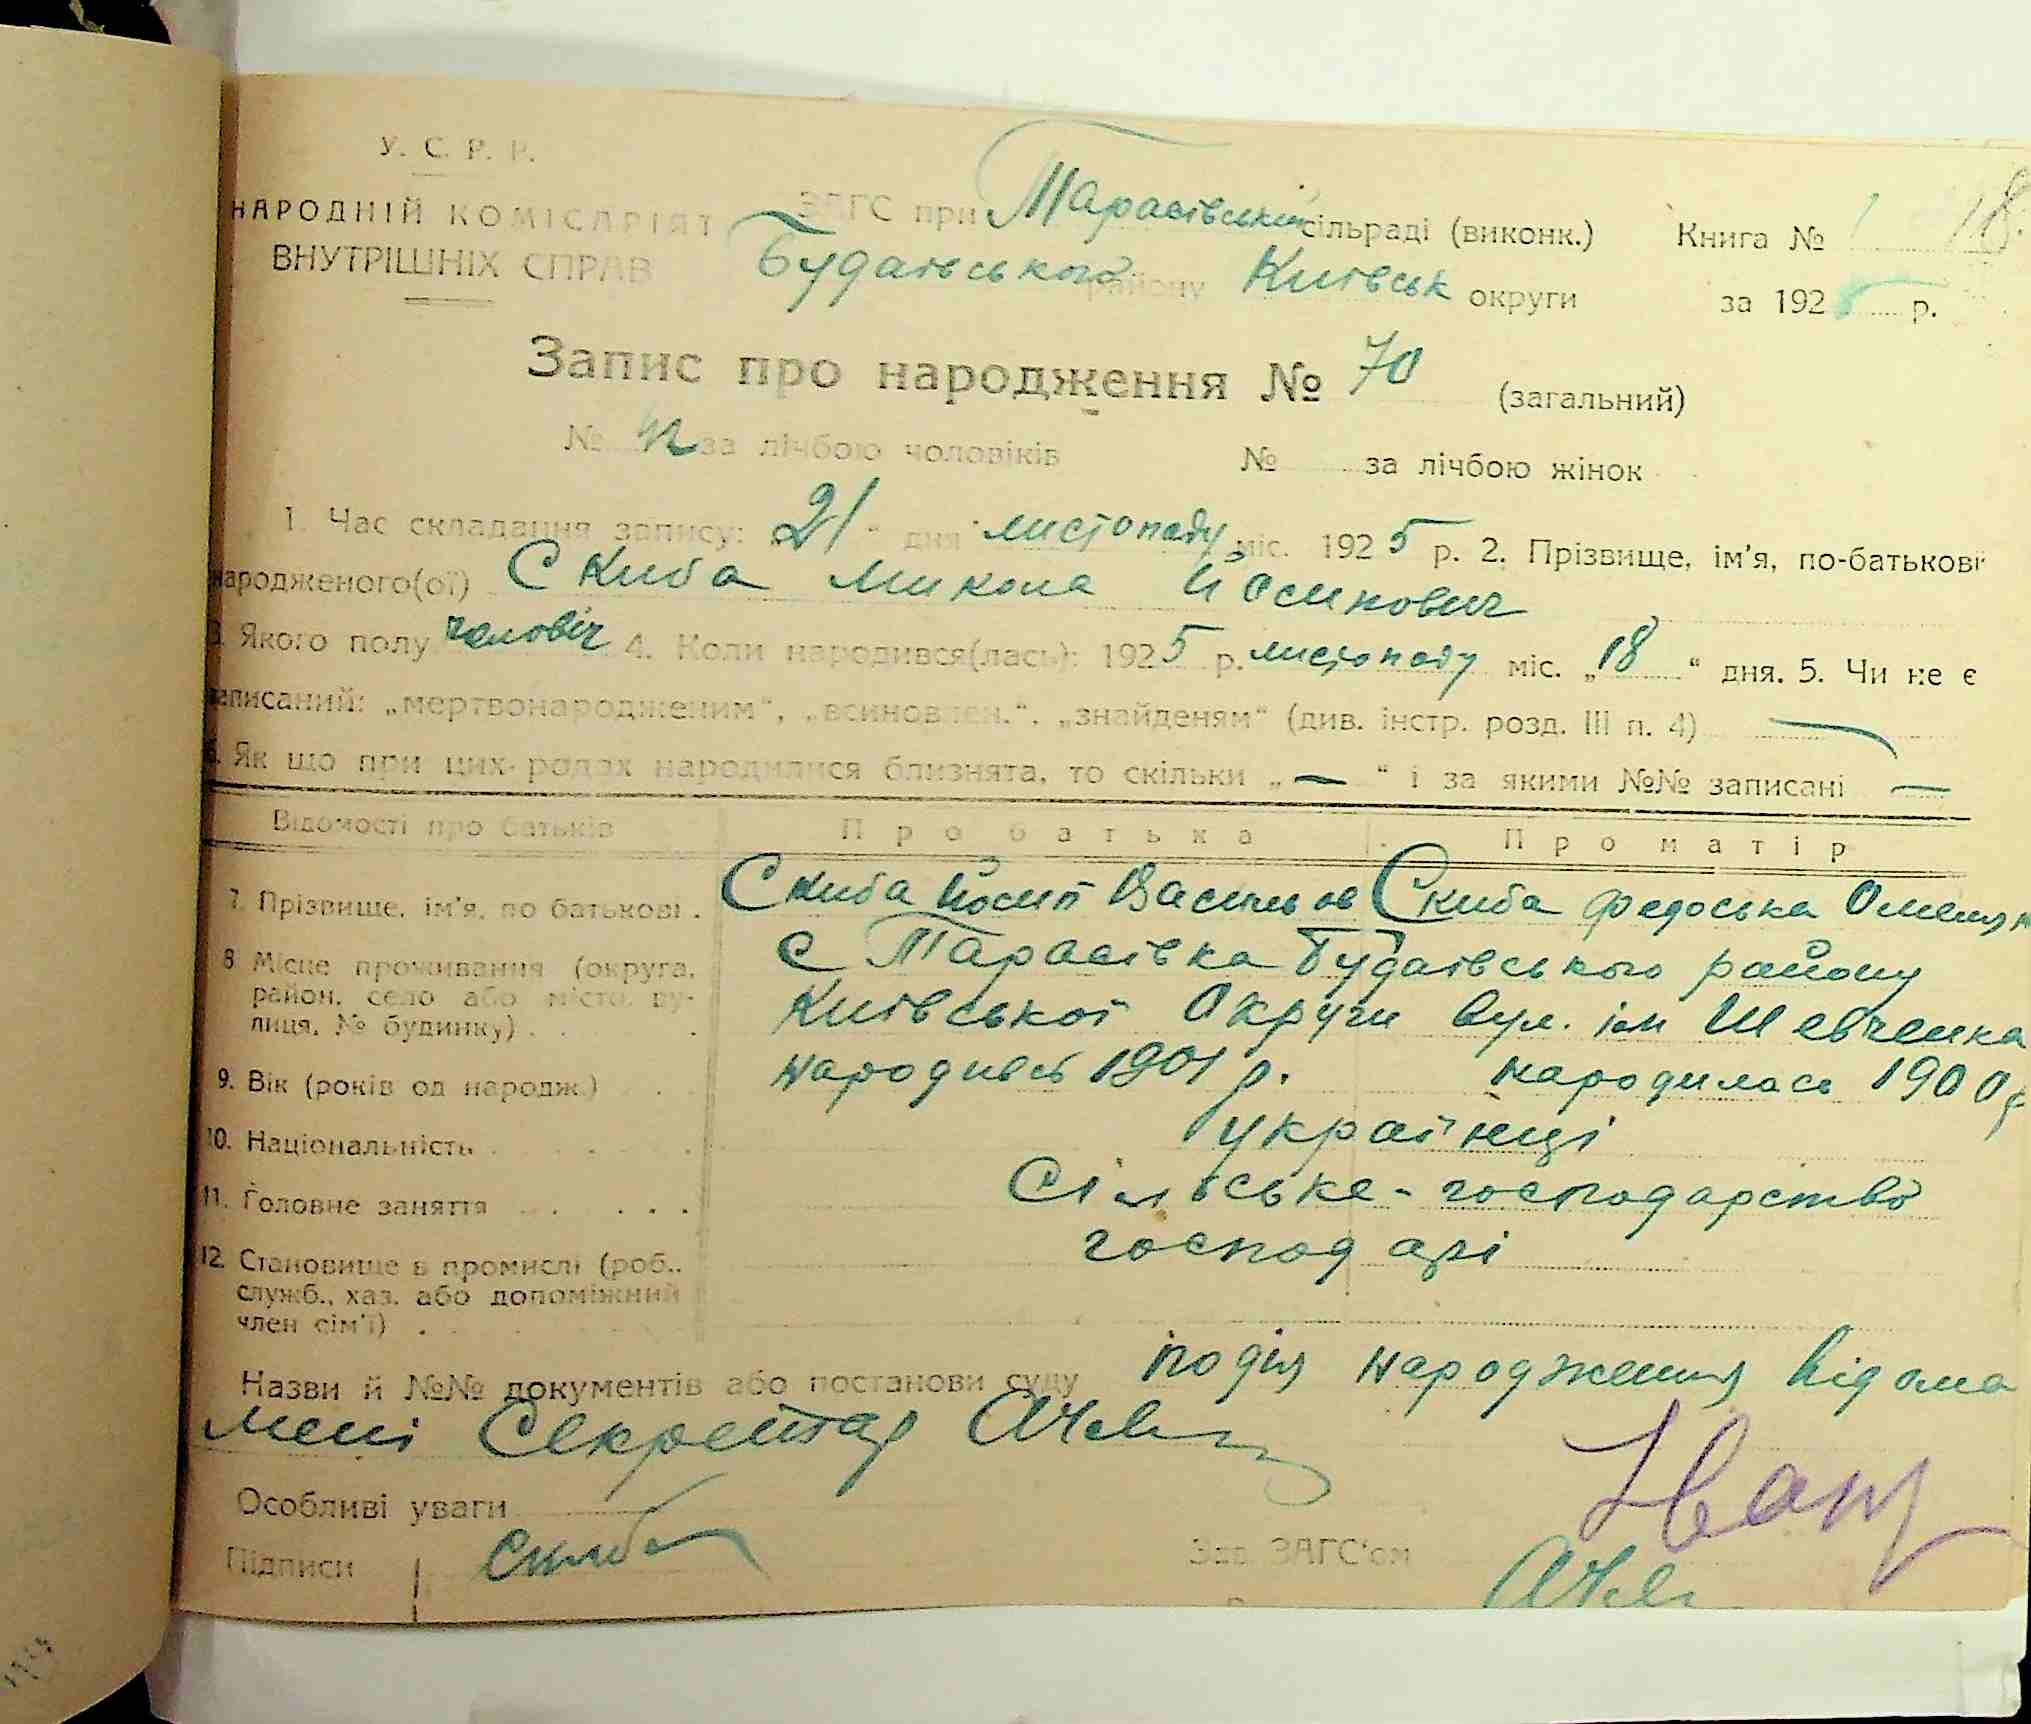 У. С. Р. Р.
НАРОДНІЙ КОМІСАРІЯТ
ВНУТРІШНІХ СПРАВ
ЗАГС при Тарасівській сільраді (виконк.) Книга № 1 18.
Будаївського району Київськ округи за 1925 р.
Запис про народження № 70 (загальний)
№ 42 за лічбою чоловіків № за лічбою жінок
1. Час складання запису: „21“ дня листопаду міс. 1925 р. 2. Прізвище, ім'я, по-батькові
народженого(ої) Скиба Микола Йосипович
3. Якого полу чоловіч 4. Коли народився(лась): 1925 р. листопаду міс. „18“ дня. 5. Чи не є
записаний: „мертвонародженим“, „всиновлен.“, „знайденям“ (див. інстр. розд. III п. 4) —
6. Як що при цих родах народилися близнята, то скільки „—“ і за якими №№ записані —
Відомості про батьків Про батька Про матір
7. Прізвище, ім'я, по батькові . Скиба Йосип Васильов Скиба Федоська
8 Місце проживання (округа, с Тарасівка Будаївського району
район, село або місто, ву-
лиця, № будинку) . . . Київської Округи вул. ім Шевченка
9. Вік (років од народж.) . . народивсь 1901 р. народилась 1900 р
10. Національність . . . . . українці
11. Головне заняття . . . . . Сільське-господарство
12. Становище в промислі (роб., господарі
служб., хаз. або допоміжний
член сім'ї) .
Назви й №№ документів або постанови суду подія народження відома
мені Секретар
Особливі уваги
Підписи Скиба Зав. ЗАГС'ом